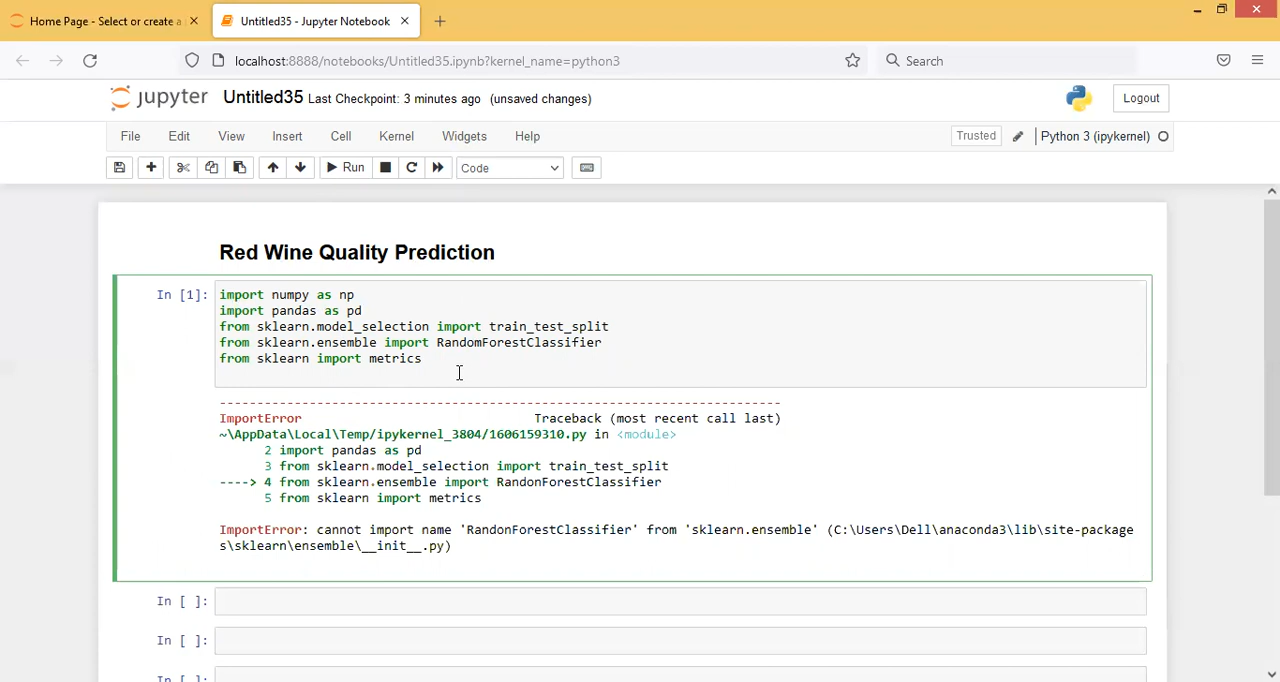 Home Page - Select or create a
Untitled35 - Jupyter Notebook
localhost:8888/notebooks/Untitled35.ipynb?kernel_name=python3
Search
jupyter Untitled35 Last Checkpoint: 3 minutes ago (unsaved changes)
Logout
File Edit View Insert Cell Kernel Widgets Help
Trusted Python 3 (ipykernel)
Run Code
Red Wine Quality Prediction
In [1]: import numpy as np
import pandas as pd
from sklearn.model_selection import train_test_split
from sklearn.ensemble import RandomForestClassifier
from sklearn import metrics
---------------------------------------------------------------------------
ImportError Traceback (most recent call last)
~\AppData\Local\Temp/ipykernel_3804/1606159310.py in <module>
2 import pandas as pd
3 from sklearn.model_selection import train_test_split
----> 4 from sklearn.ensemble import RandonForestClassifier
5 from sklearn import metrics
ImportError: cannot import name 'RandonForestClassifier' from 'sklearn.ensemble' (C:\Users\Dell\anaconda3\lib\site-package
s\sklearn\ensemble\__init__.py)
In [ ]:
In [ ]:
In [ ]: